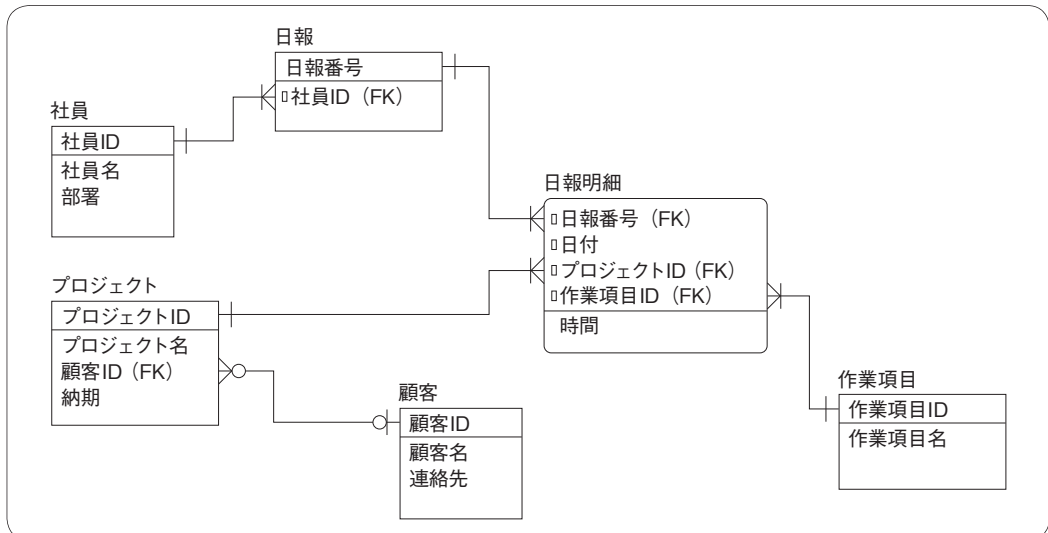 日報
日報番号
▯社員ID（FK）
社員
社員ID
社員名
部署
日報明細
▯日報番号（FK）
▯日付
▯プロジェクトID（FK）
▯作業項目ID（FK）
時間
プロジェクト
プロジェクトID
プロジェクト名
顧客ID（FK）
納期
顧客
顧客ID
顧客名
連絡先
作業項目
作業項目ID
作業項目名